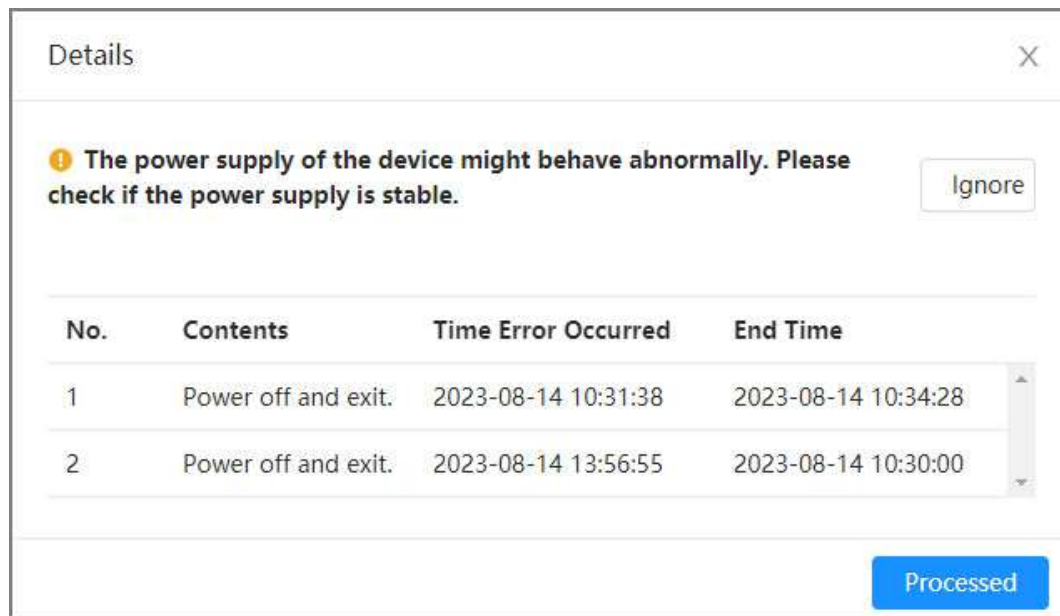 Details
The power supply of the device might behave abnormally. Please
check if the power supply is stable.
Ignore
No. Contents Time Error Occurred End Time
1 Power off and exit. 2023-08-14 10:31:38 2023-08-14 10:34:28
2 Power off and exit. 2023-08-14 13:56:55 2023-08-14 10:30:00
Processed